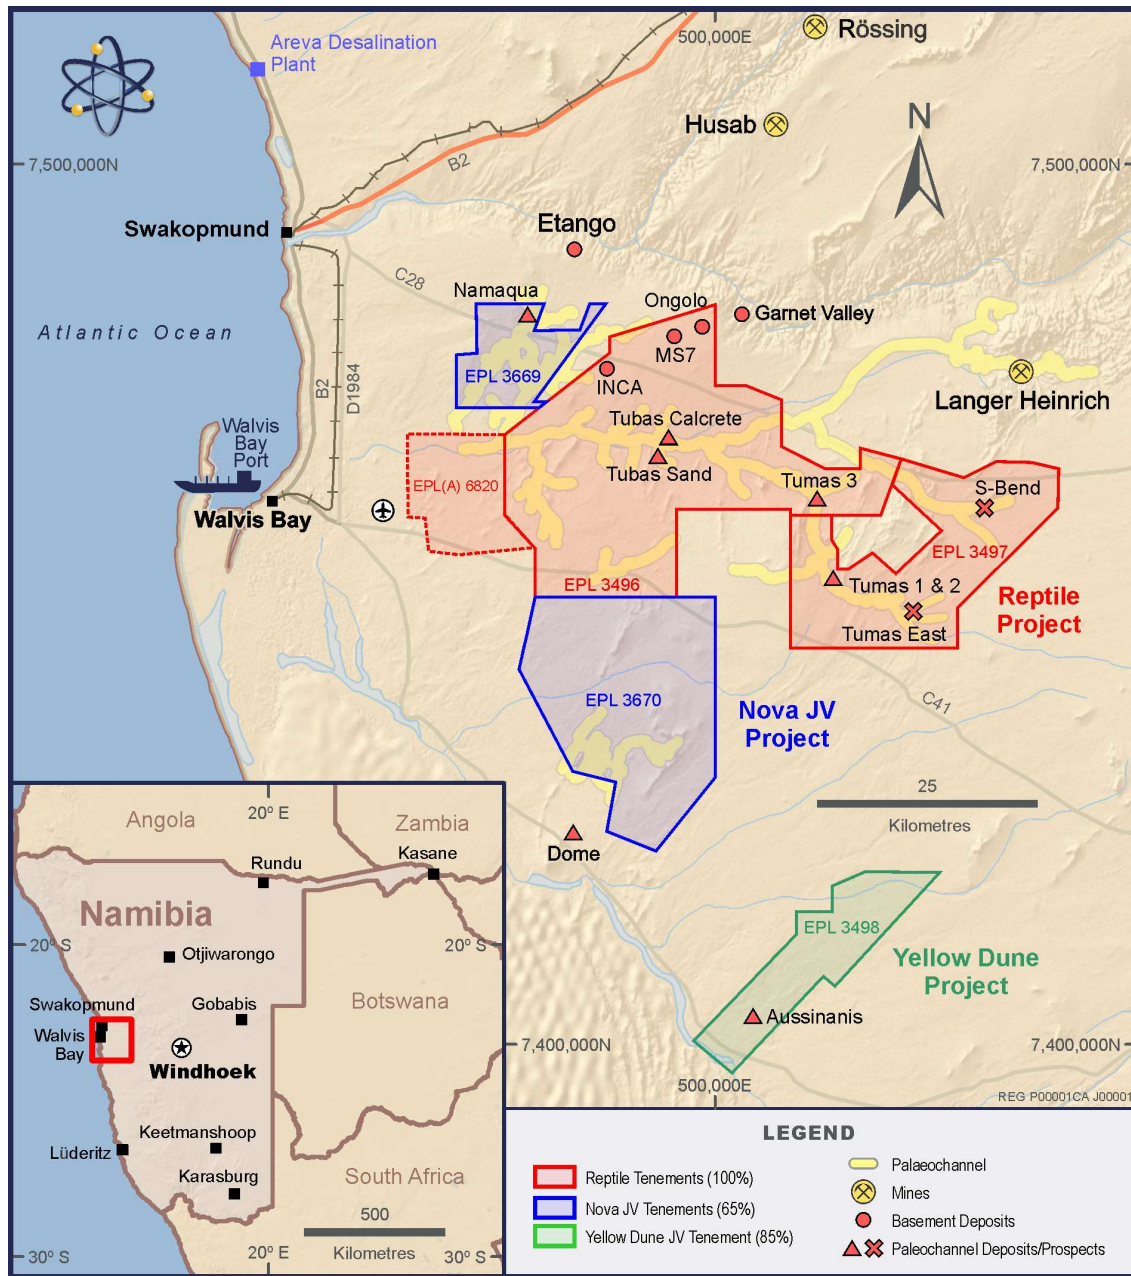 Areva Desalination
Plant
500,000E
Rössing
Husab
N
B2
7,500,000N
7,500,000N
Swakopmund
Etango
C28
Namaqua
Ongolo
Garnet Valley
Atlantic Ocean
MS7
EPL 3669
INCA
B2
D1984
Langer Heinrich
Tubas Calcrete
Walvis
Bay
Port
Tubas Sand
EPL(A) 6820
Tumas 3
S-Bend
Walvis Bay
EPL 3497
EPL 3496
Tumas 1 & 2
Reptile
Project
Tumas East
EPL 3670
C41
Nova JV
Project
25
Kilometres
Dome
EPL 3498
Yellow Dune
Project
Aussinanis
7,400,000N
7,400,000N
500,000E
REG P00001CA J00001
20° E
Angola
Zambia
Kasane
Rundu
Namibia
20° S
20° S
Otjiwarongo
Swakopmund
Gobabis
Botswana
Walvis
Bay
Windhoek
Keetmanshoop
Lüderitz
Karasburg
South Africa
500
Kilometres
30° S
20° E
30° S
LEGEND
Reptile Tenements (100%)
Nova JV Tenements (65%)
Yellow Dune JV Tenement (85%)
Palaeochannel
Mines
Basement Deposits
Paleochannel Deposits/Prospects